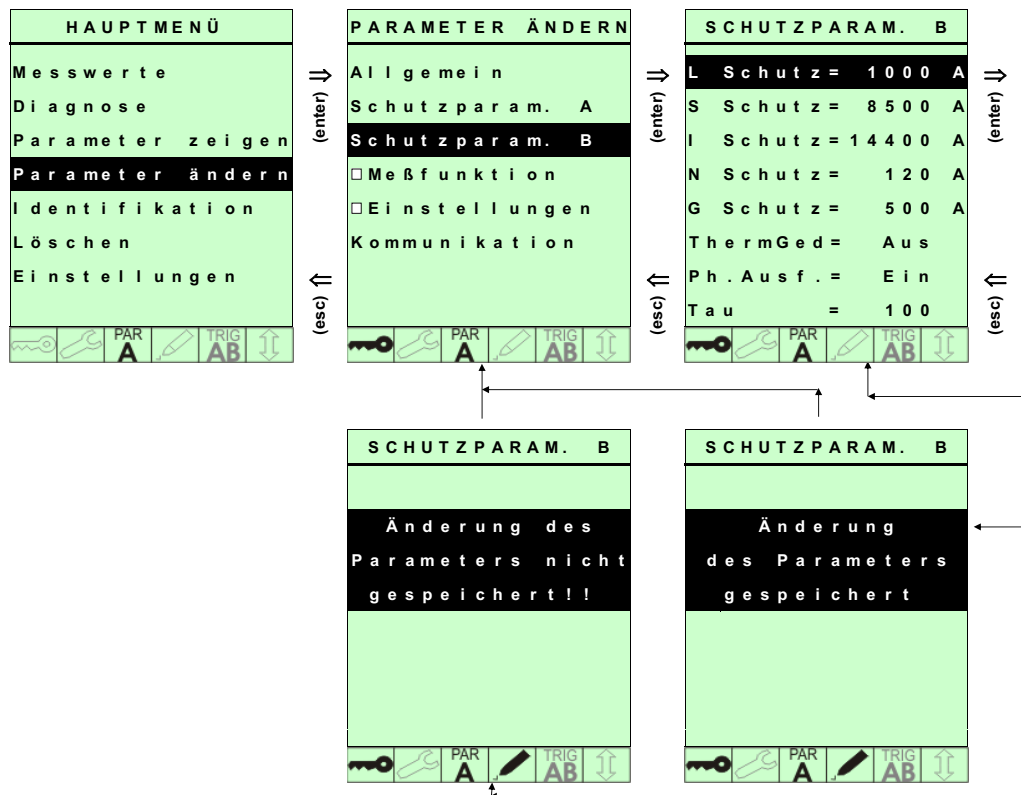 HAUPTMENÜ
Messwerte
Diagnose
Parameter zeigen
Parameter ändern
Identifikation
Löschen
Einstellungen
PAR
A
TRIG
AB
⇒
(enter)
⇐
(esc)
PARAMETER ÄNDERN
Allgemein
Schutzparam. A
Schutzparam. B
□Meßfunktion
□Einstellungen
Kommunikation
PAR
A
TRIG
AB
⇒
(enter)
⇐
(esc)
SCHUTZPARAM. B
L Schutz= 1000 A
S Schutz= 8500 A
I Schutz=14400 A
N Schutz= 120 A
G Schutz= 500 A
ThermGed= Aus
Ph.Ausf.= Ein
Tau = 100
PAR
A
TRIG
AB
⇒
(enter)
⇐
(esc)
SCHUTZPARAM. B
Änderung des
Parameters nicht
gespeichert!!
PAR
A
TRIG
AB
SCHUTZPARAM. B
Änderung
des Parameters
gespeichert
PAR
A
TRIG
AB